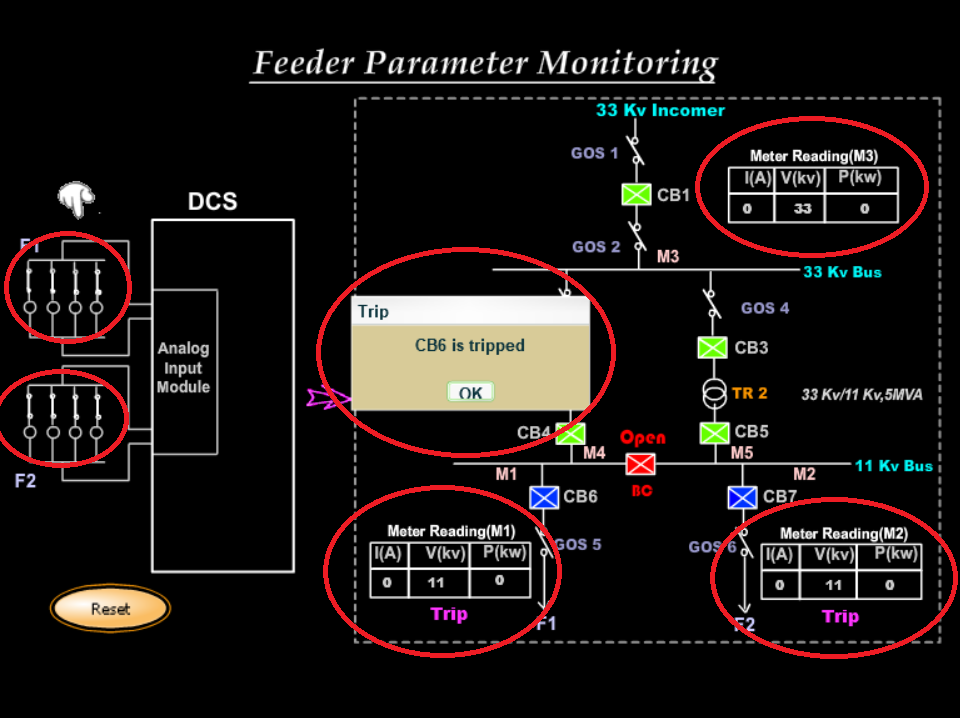 Feeder Parameter Monitoring
33 Kv Incomer
GOS 1
Meter Reading(M3)
I(A) V(kv) P(kw)
0 33 0
CB1
DCS
GOS 2
M3
F1
33 Kv Bus
GOS 4
Trip
CB6 is tripped
OK
CB3
Analog
Input
Module
TR 2
33 Kv/11 Kv,5MVA
CB4
Open
CB5
M4
M5
M1
M2
11 Kv Bus
F2
BC
CB6
CB7
Meter Reading(M1)
I(A) V(kv) P(kw)
0 11 0
Trip
GOS 5
F1
GOS 6
Meter Reading(M2)
I(A) V(kv) P(kw)
0 11 0
Trip
F2
Reset